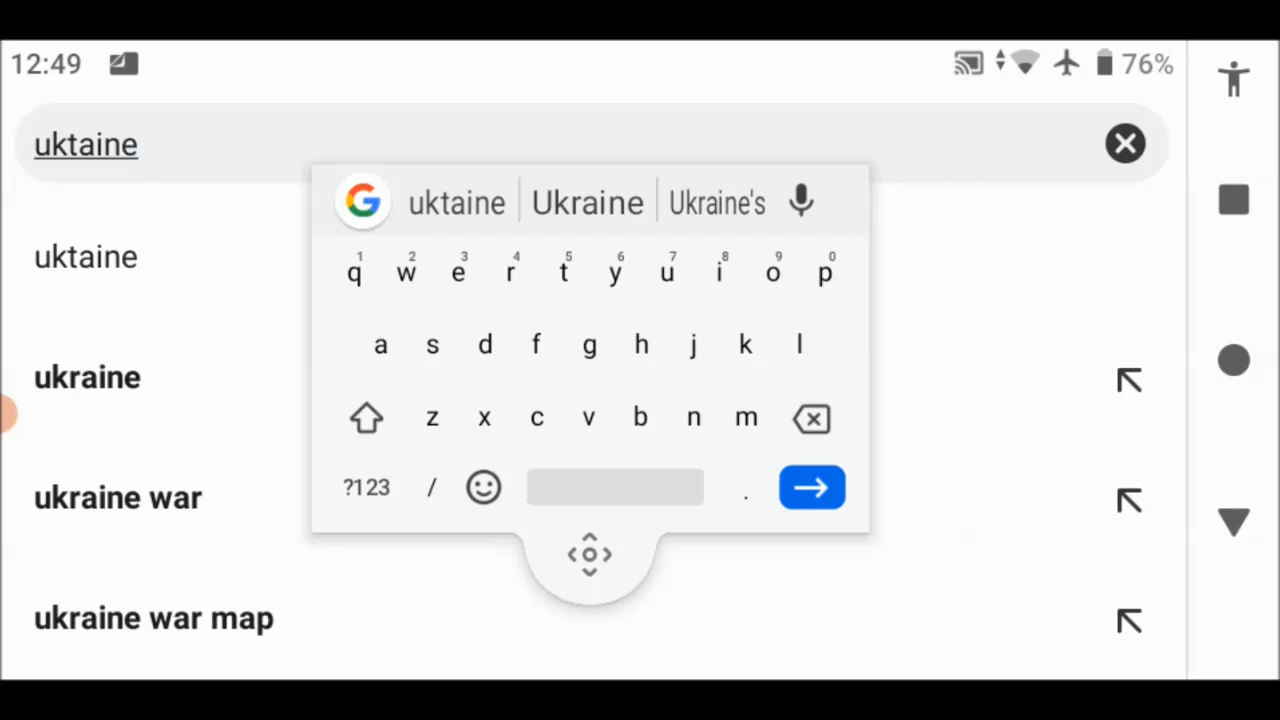 12:49 76%
uktaine
uktaine Ukraine Ukraine's
uktaine
1 2 3 4 5 6 7 8 9 0
q w e r t y u i o p
a s d f g h j k l
ukraine
z x c v b n m
?123 / .
ukraine war
ukraine war map